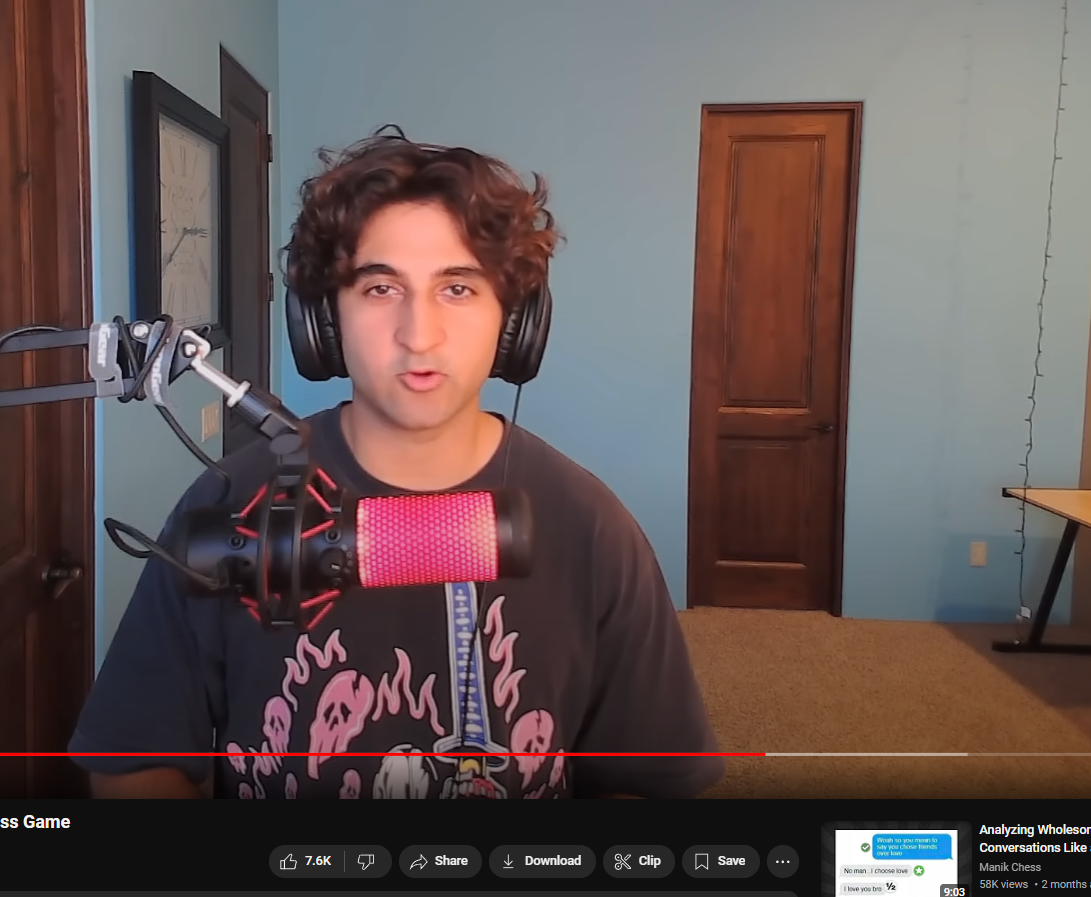 ss Game
7.6K
Share
Download
Clip
Save
Woah so you mean to
say you chose friends
over love
No man...I choose love
I love you bro
½
9:03
Analyzing Wholesom
Conversations Like
Manik Chess
58K views • 2 months